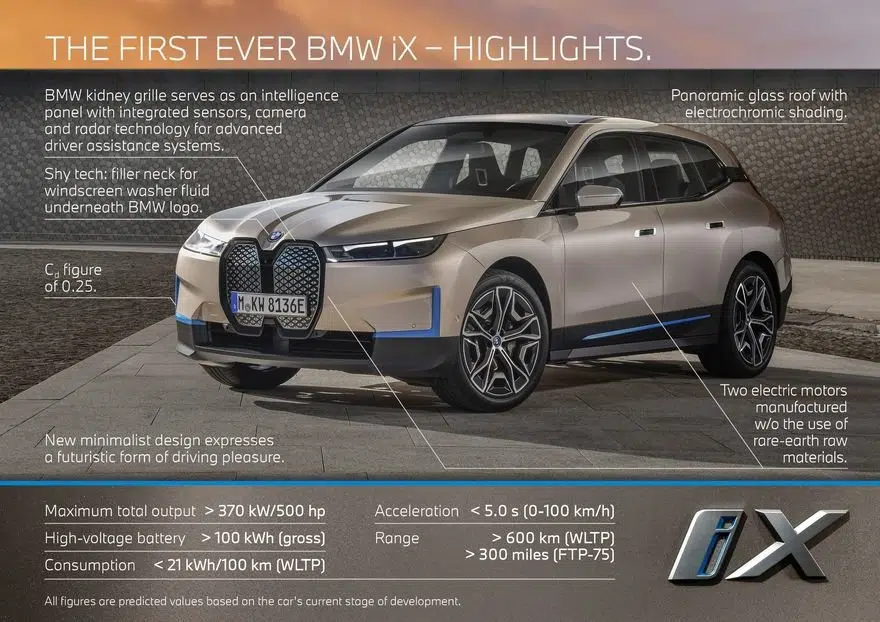 THE FIRST EVER BMW iX – HIGHLIGHTS.
BMW kidney grille serves as an intelligence
panel with integrated sensors, camera
and radar technology for advanced
driver assistance systems.
Shy tech: filler neck for
windscreen washer fluid
underneath BMW logo.
Cd figure
of 0.25.
Panoramic glass roof with
electrochromic shading.
M KW 8136E
Two electric motors
manufactured
w/o the use of
rare-earth raw
materials.
New minimalist design expresses
a futuristic form of driving pleasure.
Maximum total output > 370 kW/500 hp
High-voltage battery > 100 kWh (gross)
Consumption < 21 kWh/100 km (WLTP)
Acceleration < 5.0 s (0-100 km/h)
Range > 600 km (WLTP)
> 300 miles (FTP-75)
iX
All figures are predicted values based on the car's current stage of development.